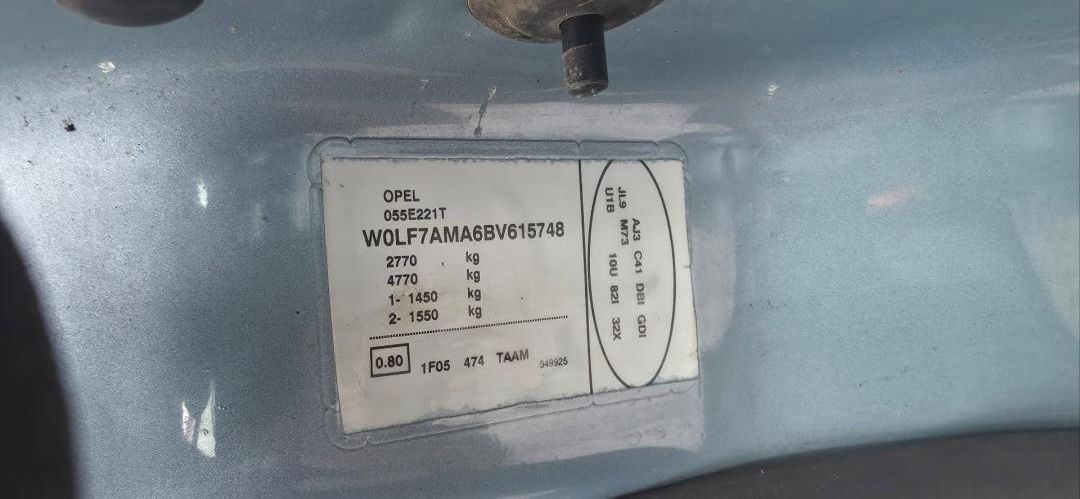 OPEL
055E221T
W0LF7AMA6BV615748
2770 kg
4770 kg
1- 1450 kg
2- 1550 kg
0.80 1F05 474 TAAM 949925
AJ3 C41 DBI GDI
JL9 M73 10U 82I 32X
U1B